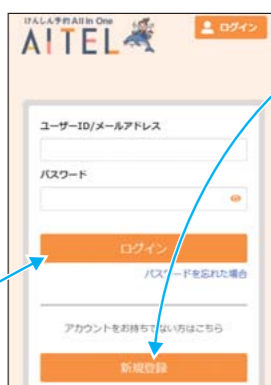 けんしん予約 All in One
AITEL
ログイン
ユーザーID/メールアドレス
パスワード
ログイン
パスワードを忘れた場合
アカウントをお持ちでない方はこちら
新規登録